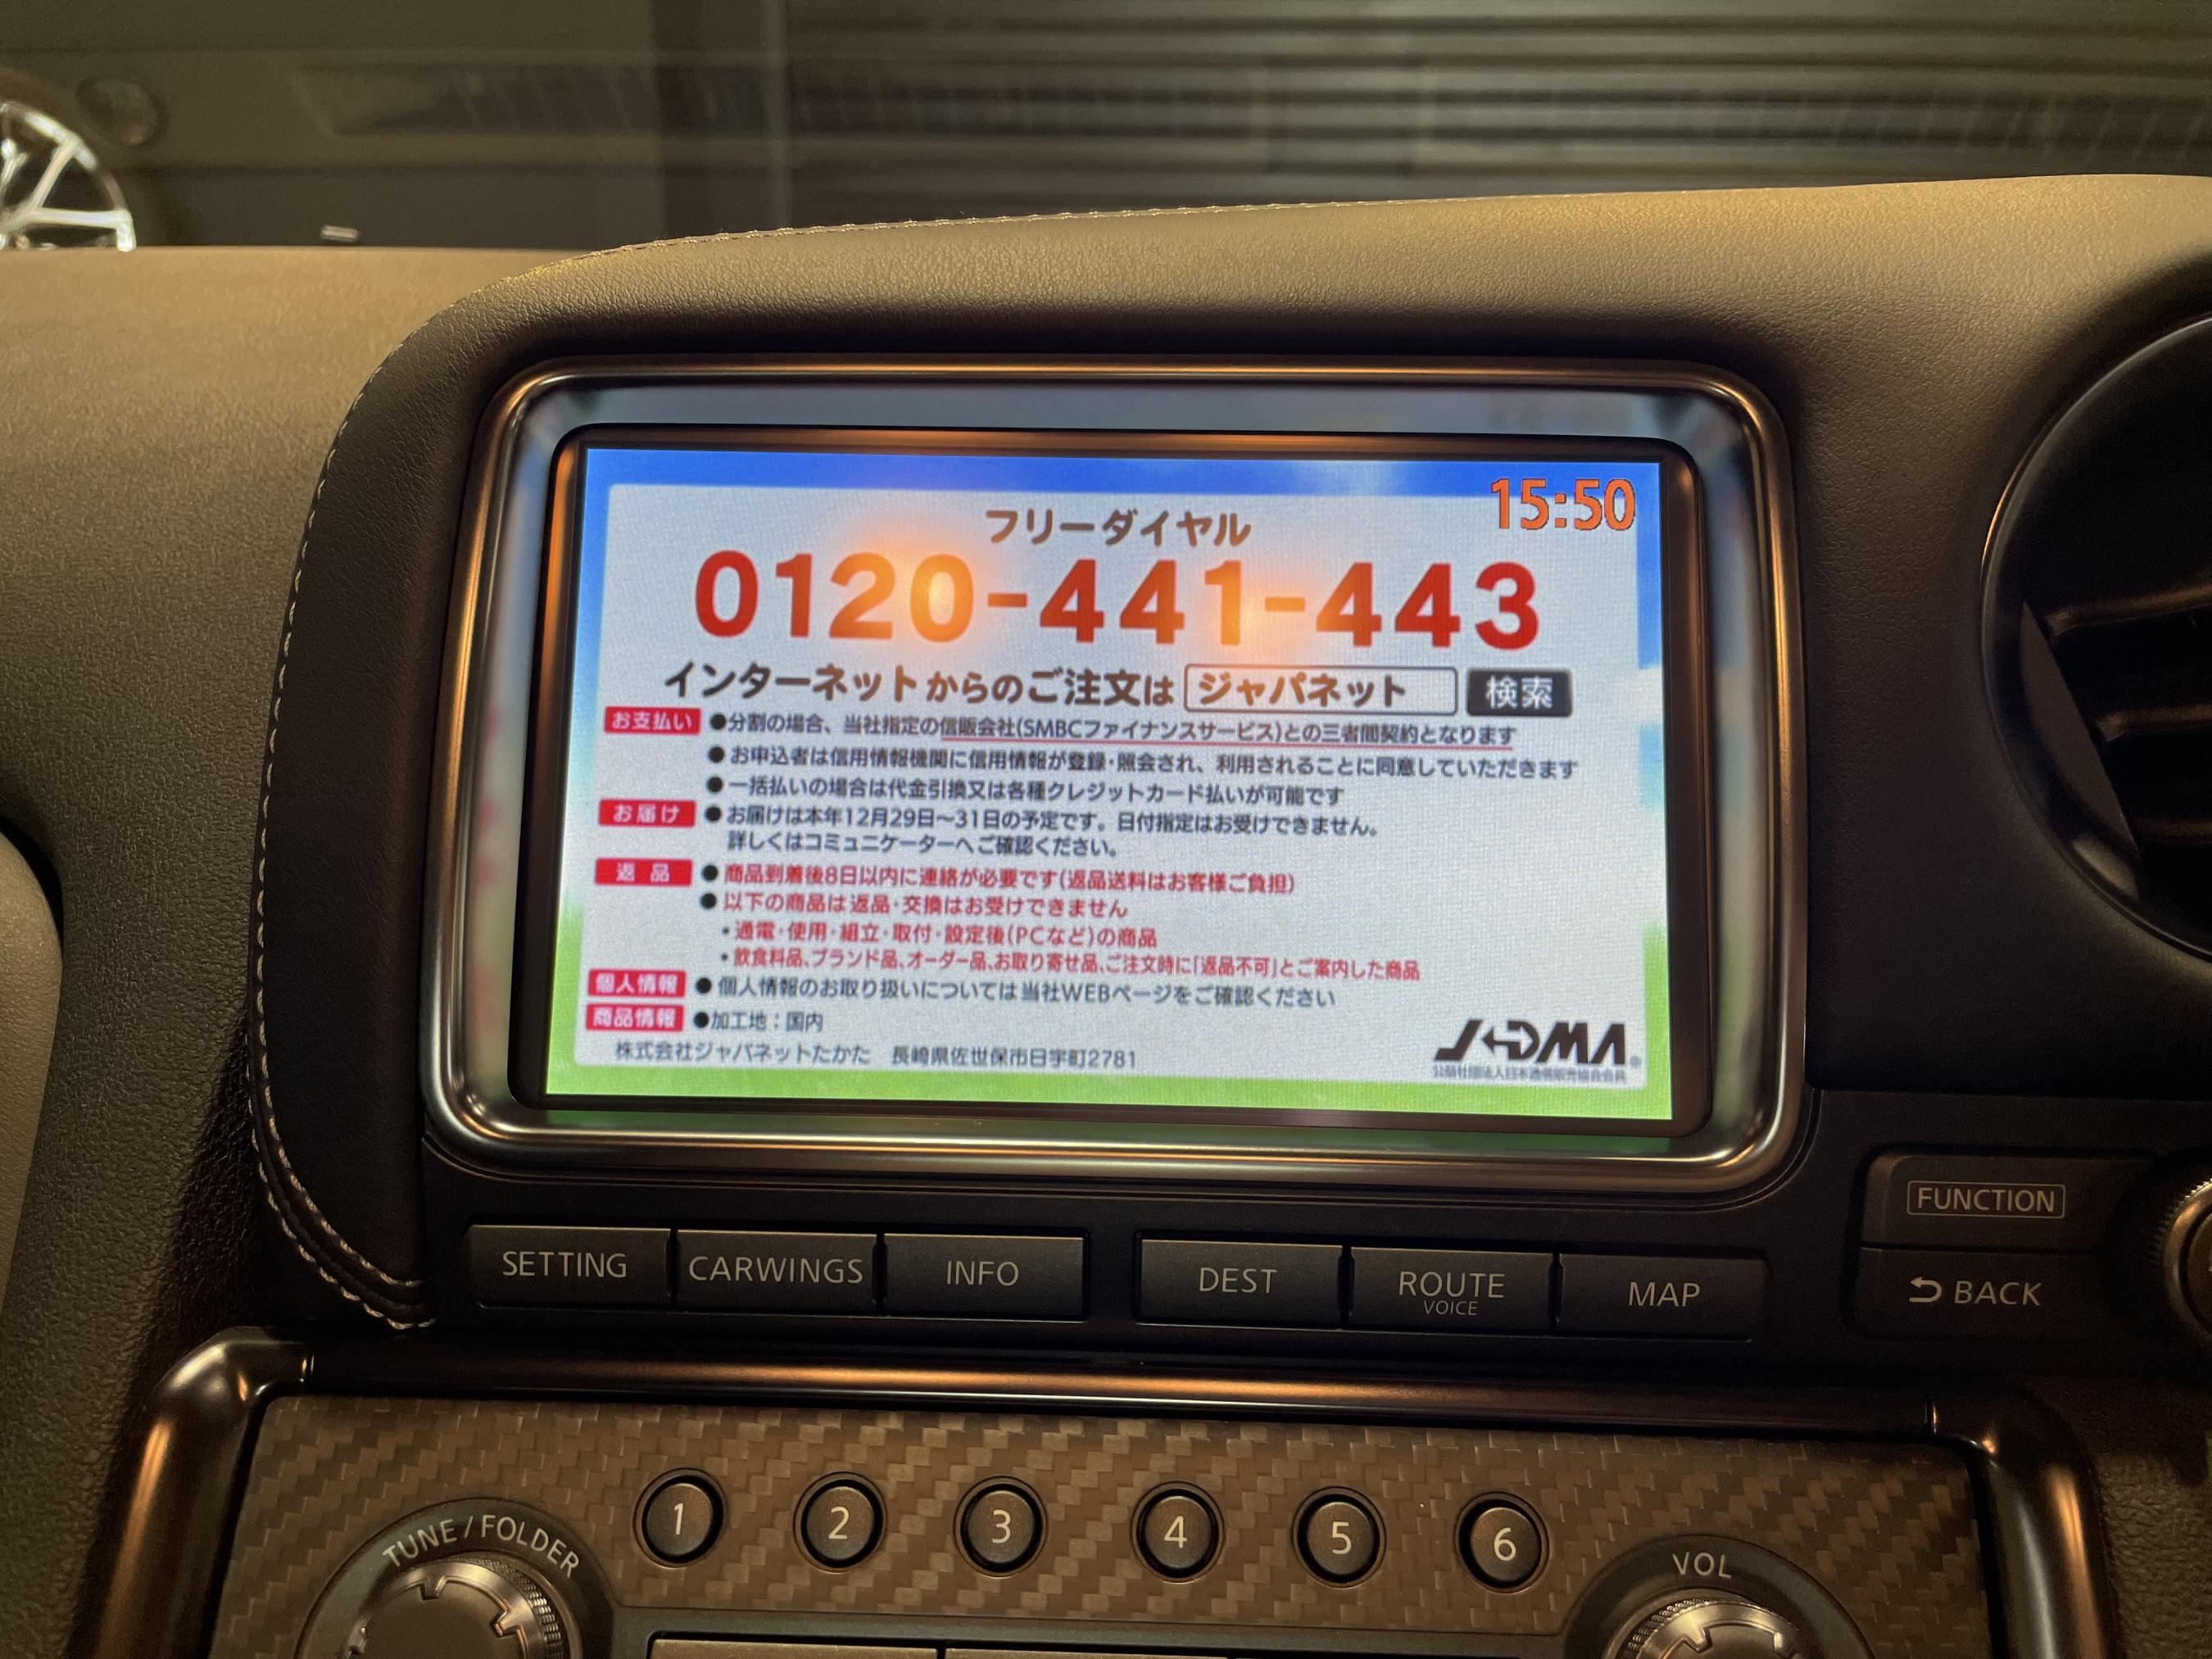 15:50
フリーダイヤル
0120-441-443
インターネットからのご注文は ジャパネット 検索
お支払い ●分割の場合、当社指定の信販会社(SMBCファイナンスサービス)との三者間契約となります
●お申込者は信用情報機関に信用情報が登録・照会され、利用されることに同意していただきます
●一括払いの場合は代金引換又は各種クレジットカード払いが可能です
お届け ●お届けは本年12月29日〜31日の予定です。日付指定はお受けできません。
詳しくはコミュニケーターへご確認ください。
返品 ●商品到着後8日以内に連絡が必要です(返品送料はお客様ご負担)
●以下の商品は返品・交換はお受けできません
・通電・使用・組立・取付・設定後(PCなど)の商品
・飲食料品、ブランド品、オーダー品、お取り寄せ品、ご注文時に「返品不可」とご案内した商品
個人情報 ●個人情報のお取り扱いについては当社WEBページをご確認ください
商品情報 ●加工地：国内
株式会社ジャパネットたかた 長崎県佐世保市日宇町2781
JADMA
公益社団法人日本通信販売協会会員
SETTING CARWINGS INFO DEST ROUTE MAP
VOICE
FUNCTION
BACK
1 2 3 4 5 6
TUNE / FOLDER
VOL